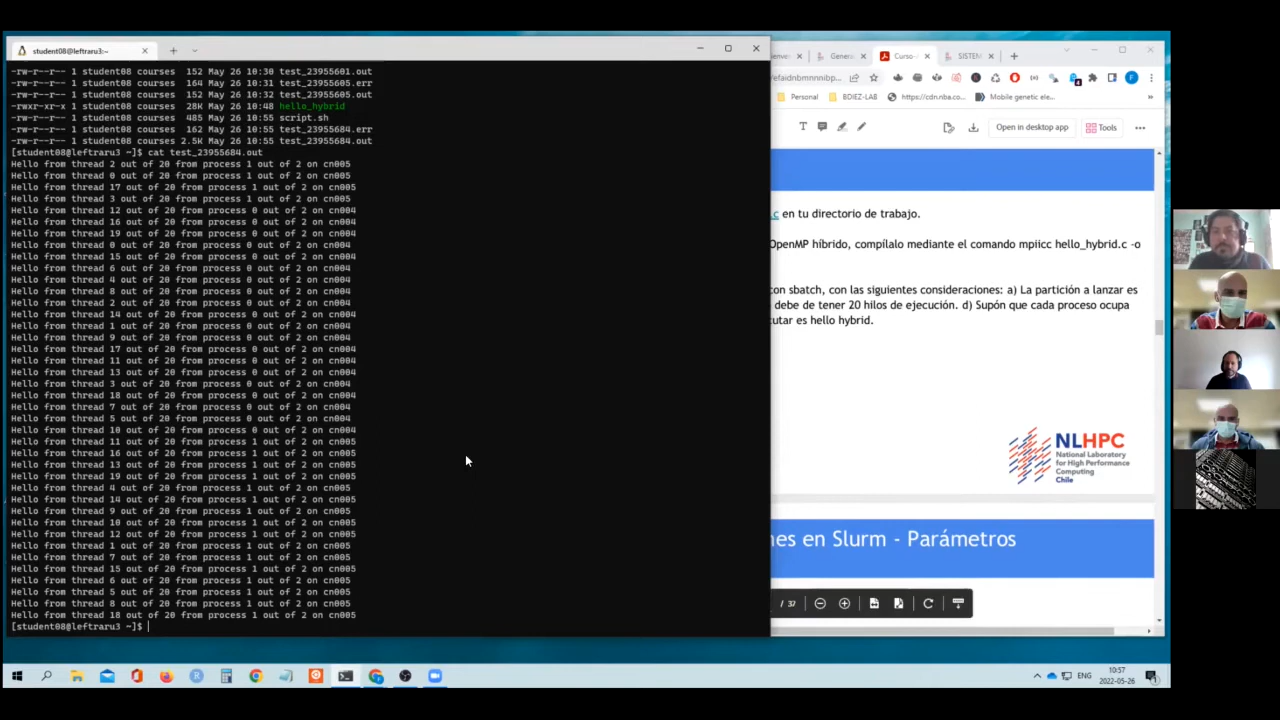 student08@leftraru3:~
-rw-r--r-- 1 student08 courses 152 May 26 10:30 test_23955601.out
-rw-r--r-- 1 student08 courses 164 May 26 10:31 test_23955605.err
-rw-r--r-- 1 student08 courses 152 May 26 10:32 test_23955605.out
-rwxr-xr-x 1 student08 courses 28K May 26 10:48 hello_hybrid
-rw-r--r-- 1 student08 courses 485 May 26 10:55 script.sh
-rw-r--r-- 1 student08 courses 162 May 26 10:55 test_23955684.err
-rw-r--r-- 1 student08 courses 2.5K May 26 10:55 test_23955684.out
[student08@leftraru3 ~]$ cat test_23955684.out
Hello from thread 2 out of 20 from process 1 out of 2 on cn005
Hello from thread 0 out of 20 from process 1 out of 2 on cn005
Hello from thread 17 out of 20 from process 1 out of 2 on cn005
Hello from thread 3 out of 20 from process 1 out of 2 on cn005
Hello from thread 12 out of 20 from process 0 out of 2 on cn004
Hello from thread 16 out of 20 from process 0 out of 2 on cn004
Hello from thread 19 out of 20 from process 0 out of 2 on cn004
Hello from thread 0 out of 20 from process 0 out of 2 on cn004
Hello from thread 15 out of 20 from process 0 out of 2 on cn004
Hello from thread 6 out of 20 from process 0 out of 2 on cn004
Hello from thread 4 out of 20 from process 0 out of 2 on cn004
Hello from thread 8 out of 20 from process 0 out of 2 on cn004
Hello from thread 2 out of 20 from process 0 out of 2 on cn004
Hello from thread 14 out of 20 from process 0 out of 2 on cn004
Hello from thread 1 out of 20 from process 0 out of 2 on cn004
Hello from thread 9 out of 20 from process 0 out of 2 on cn004
Hello from thread 17 out of 20 from process 0 out of 2 on cn004
Hello from thread 11 out of 20 from process 0 out of 2 on cn004
Hello from thread 13 out of 20 from process 0 out of 2 on cn004
Hello from thread 3 out of 20 from process 0 out of 2 on cn004
Hello from thread 18 out of 20 from process 0 out of 2 on cn004
Hello from thread 7 out of 20 from process 0 out of 2 on cn004
Hello from thread 5 out of 20 from process 0 out of 2 on cn004
Hello from thread 10 out of 20 from process 0 out of 2 on cn004
Hello from thread 11 out of 20 from process 1 out of 2 on cn005
Hello from thread 16 out of 20 from process 1 out of 2 on cn005
Hello from thread 13 out of 20 from process 1 out of 2 on cn005
Hello from thread 19 out of 20 from process 1 out of 2 on cn005
Hello from thread 4 out of 20 from process 1 out of 2 on cn005
Hello from thread 14 out of 20 from process 1 out of 2 on cn005
Hello from thread 9 out of 20 from process 1 out of 2 on cn005
Hello from thread 10 out of 20 from process 1 out of 2 on cn005
Hello from thread 12 out of 20 from process 1 out of 2 on cn005
Hello from thread 1 out of 20 from process 1 out of 2 on cn005
Hello from thread 7 out of 20 from process 1 out of 2 on cn005
Hello from thread 15 out of 20 from process 1 out of 2 on cn005
Hello from thread 6 out of 20 from process 1 out of 2 on cn005
Hello from thread 5 out of 20 from process 1 out of 2 on cn005
Hello from thread 8 out of 20 from process 1 out of 2 on cn005
Hello from thread 18 out of 20 from process 1 out of 2 on cn005
[student08@leftraru3 ~]$
Genera Curso- SISTEM
efaidnbmnnnibp
Personal BDIEZ-LAB https://cdn.nba.co Mobile genetic ele
Open in desktop app Tools
.c en tu directorio de trabajo.
OpenMP híbrido, compílalo mediante el comando mpiicc hello_hybrid.c -o
con sbatch, con las siguientes consideraciones: a) La partición a lanzar es
debe de tener 20 hilos de ejecución. d) Supón que cada proceso ocupa
cutar es hello hybrid.
NLHPC
National Laboratory
for High Performance
Computing
Chile
nes en Slurm - Parámetros
/ 37
ENG
10:57
2022-05-26